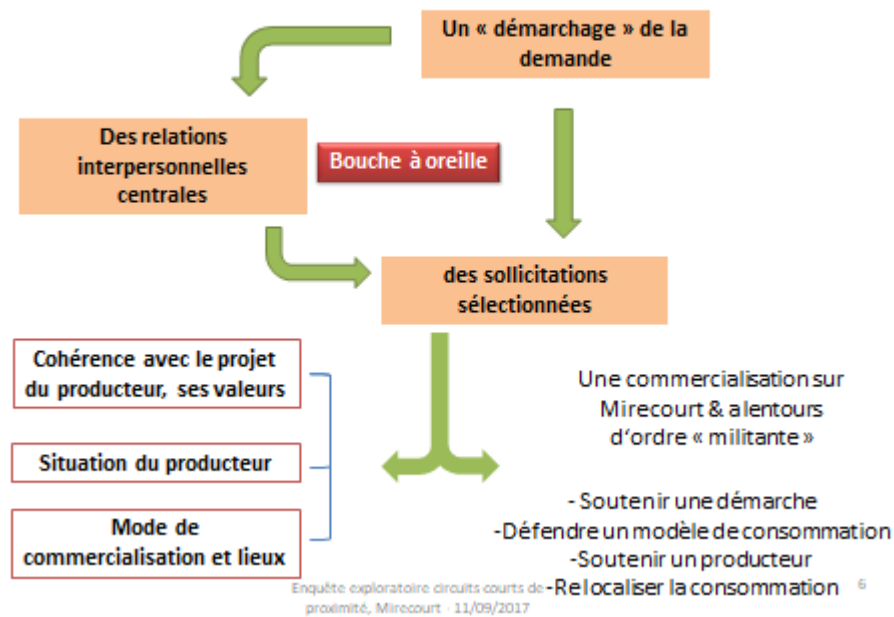 Un « démarchage » de la
demande
Des relations
interpersonnelles
centrales
Bouche à oreille
des sollicitations
sélectionnées
Cohérence avec le projet
du producteur, ses valeurs
Situation du producteur
Mode de
commercialisation et lieux
Une commercialisation sur
Mirecourt & alentours
d'ordre « militante »
- Soutenir une démarche
-Défendre un modèle de consommation
-Soutenir un producteur
-Relocaliser la consommation
Enquête exploratoire circuits courts de
proximité, Mirecourt - 11/09/2017
6